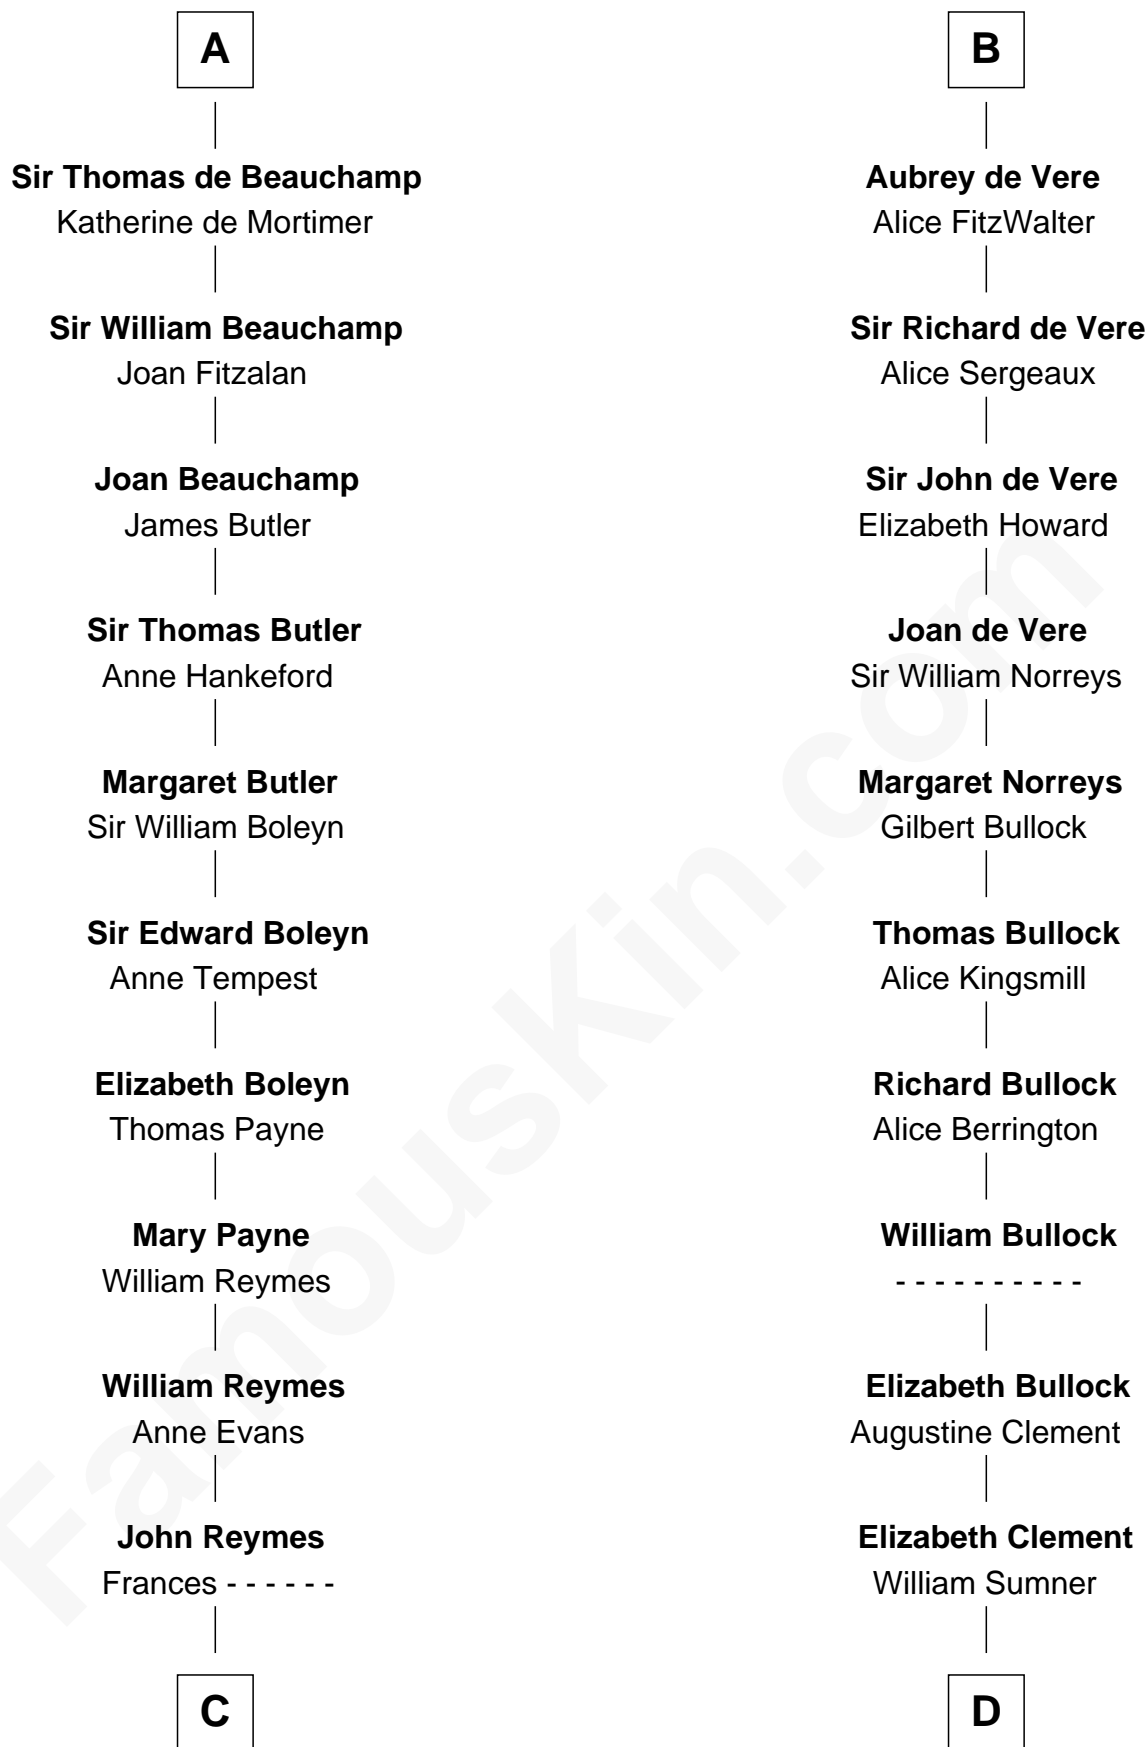 A
Sir Thomas de Beauchamp
Katherine de Mortimer
Sir William Beauchamp
Joan Fitzalan
Joan Beauchamp
James Butler
Sir Thomas Butler
Anne Hankeford
Margaret Butler
Sir William Boleyn
Sir Edward Boleyn
Anne Tempest
Elizabeth Boleyn
Thomas Payne
Mary Payne
William Reymes
William Reymes
Anne Evans
John Reymes
Frances - - - - - -
C
B
Aubrey de Vere
Alice FitzWalter
Sir Richard de Vere
Alice Sergeaux
Sir John de Vere
Elizabeth Howard
Joan de Vere
Sir William Norreys
Margaret Norreys
Gilbert Bullock
Thomas Bullock
Alice Kingsmill
Richard Bullock
Alice Berrington
William Bullock
- - - - - - - - - -
Elizabeth Bullock
Augustine Clement
Elizabeth Clement
William Sumner
D
FamousKin.com